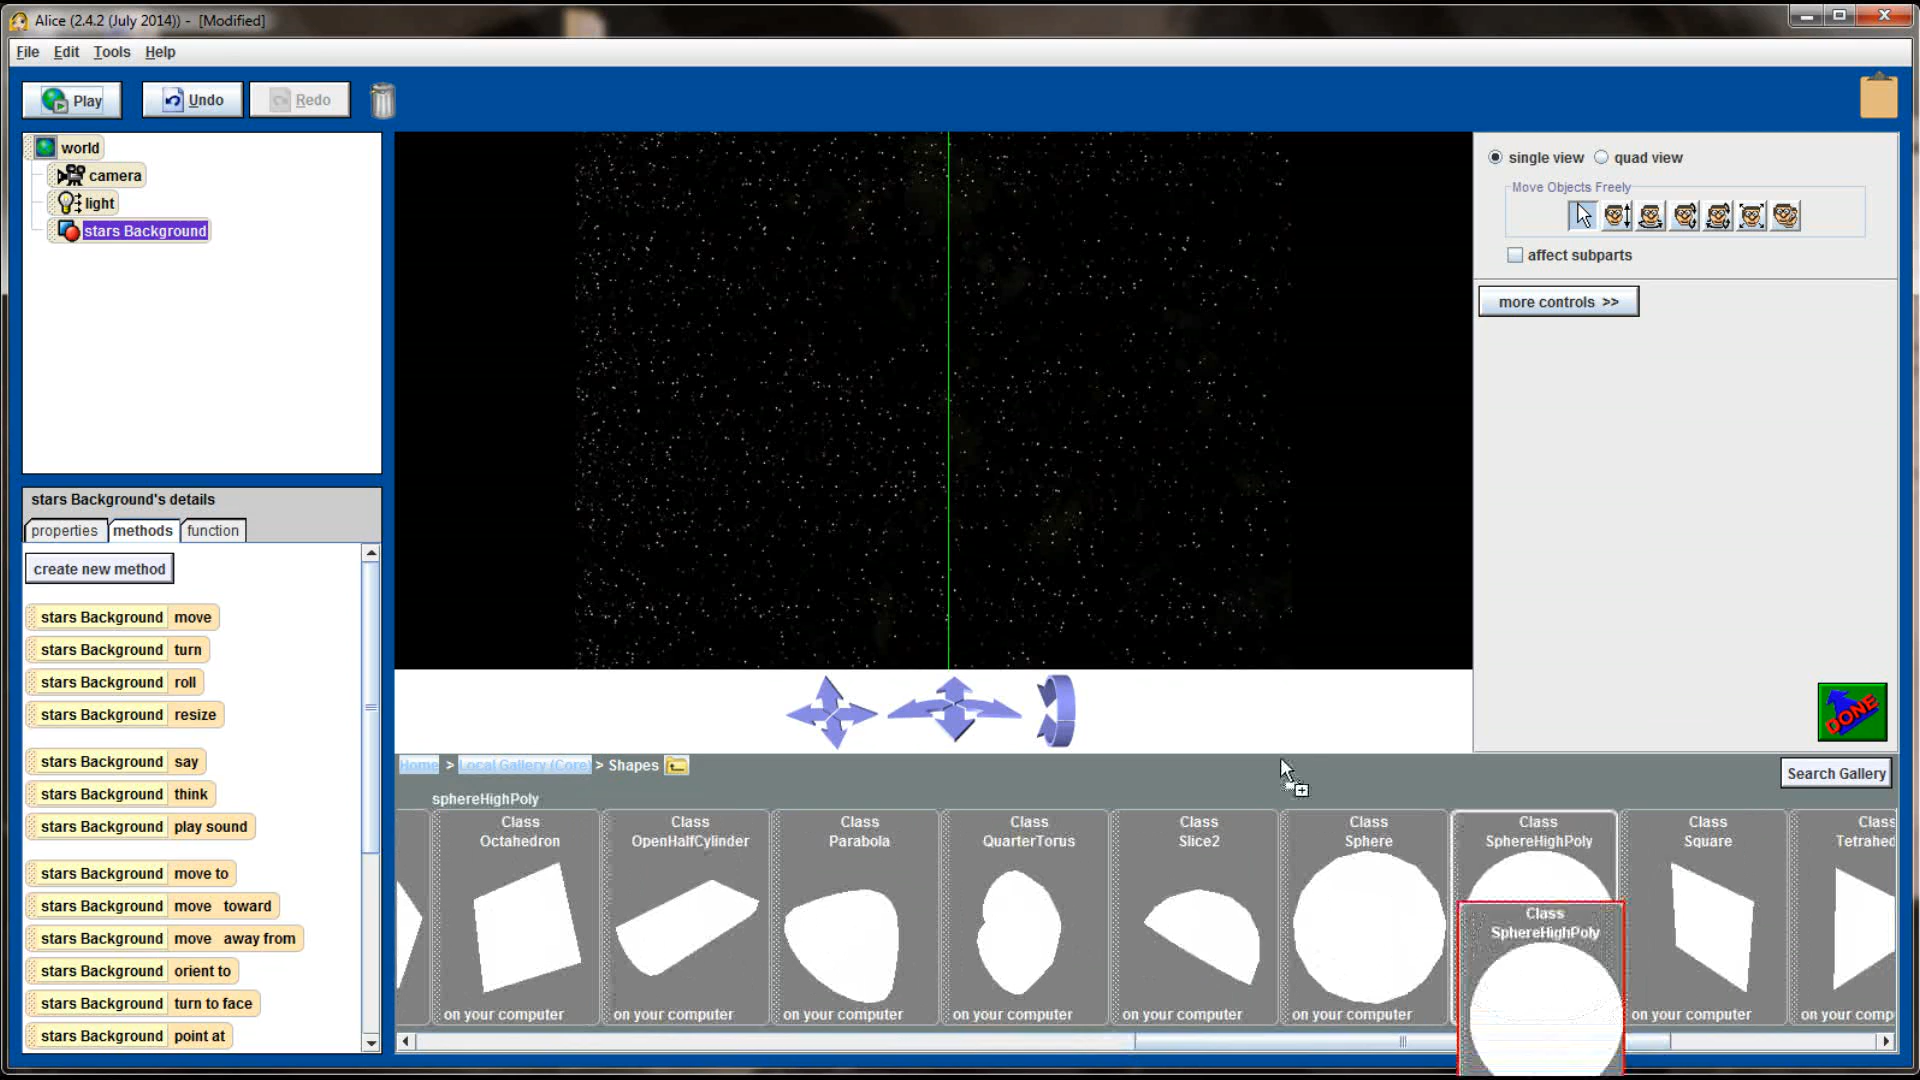 Alice (2.4.2 (July 2014)) -  [Modified]
File Edit Tools Help
Play Undo Redo
world
camera
light
stars Background
single view quad view
Move Objects Freely
affect subparts
more controls >>
DONE
stars Background's details
properties methods function
create new method
stars Background move
stars Background turn
stars Background roll
stars Background resize
stars Background say
stars Background think
stars Background play sound
stars Background move to
stars Background move toward
stars Background move away from
stars Background orient to
stars Background turn to face
stars Background point at
Home > Local Gallery (Core) > Shapes
Search Gallery
sphereHighPoly
Class
Octahedron
on your computer
Class
OpenHalfCylinder
on your computer
Class
Parabola
on your computer
Class
QuarterTorus
on your computer
Class
Slice2
on your computer
Class
Sphere
on your computer
Class
SphereHighPoly
Class
SphereHighPoly
Class
Square
on your computer
Class
Tetrahed
on your comp